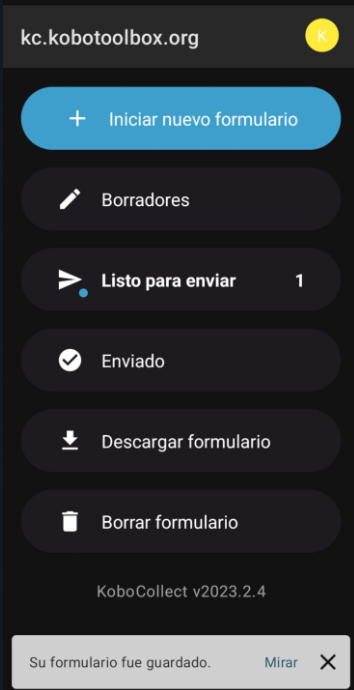 kc.kobotoolbox.org
K
Iniciar nuevo formulario
Borradores
Listo para enviar 1
Enviado
Descargar formulario
Borrar formulario
KoboCollect v2023.2.4
Su formulario fue guardado. Mirar